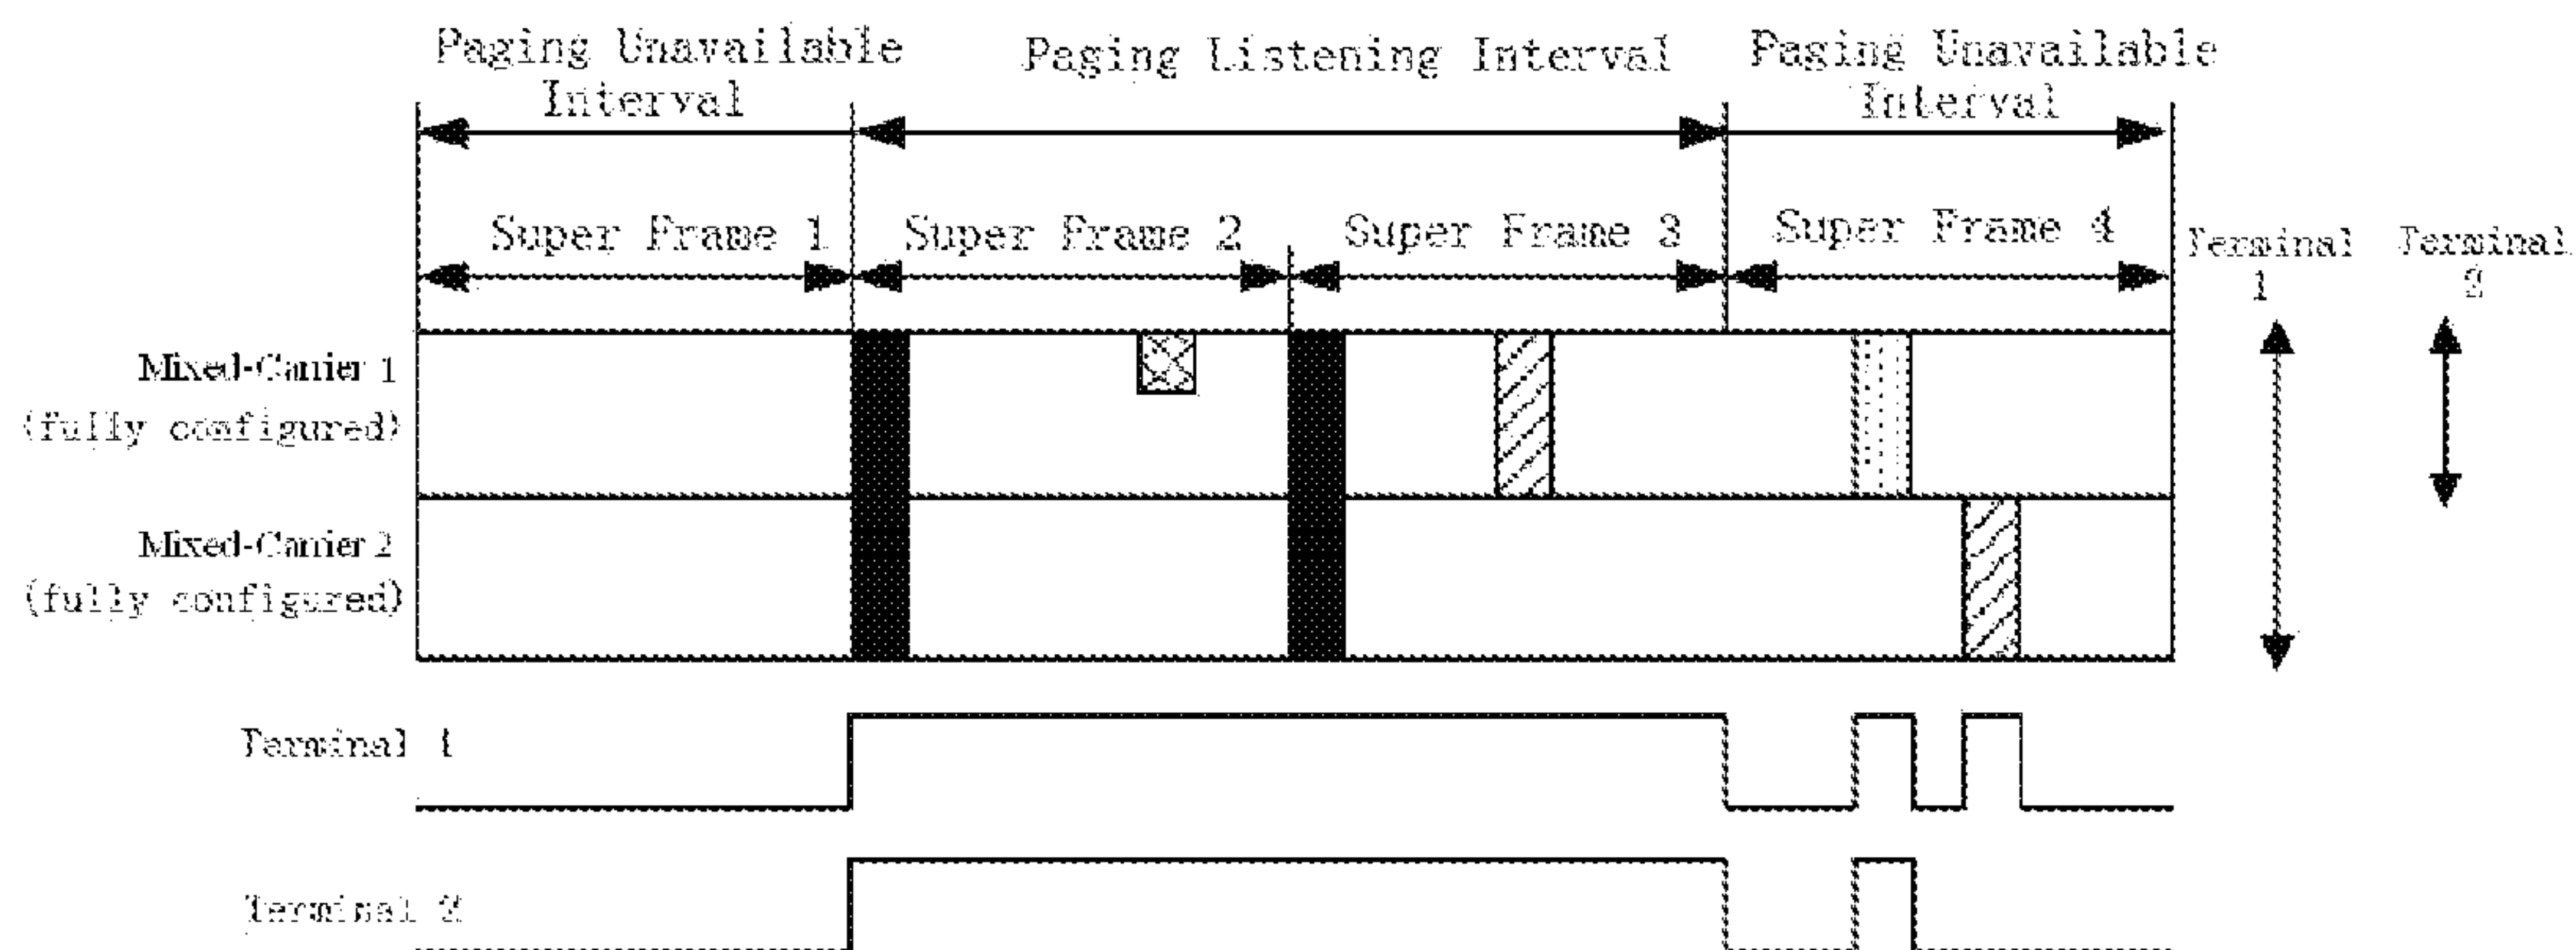 Paging Unavailable
Interval
Paging Listening Interval
Paging Unavailable
Interval
Super Frame 1
Super Frame 2
Super Frame 3
Super Frame 4
Terminal
1
Terminal
2
Mixed-Carrier 1
(fully configured)
Mixed-Carrier 2
(fully configured)
Terminal 1
Terminal 2